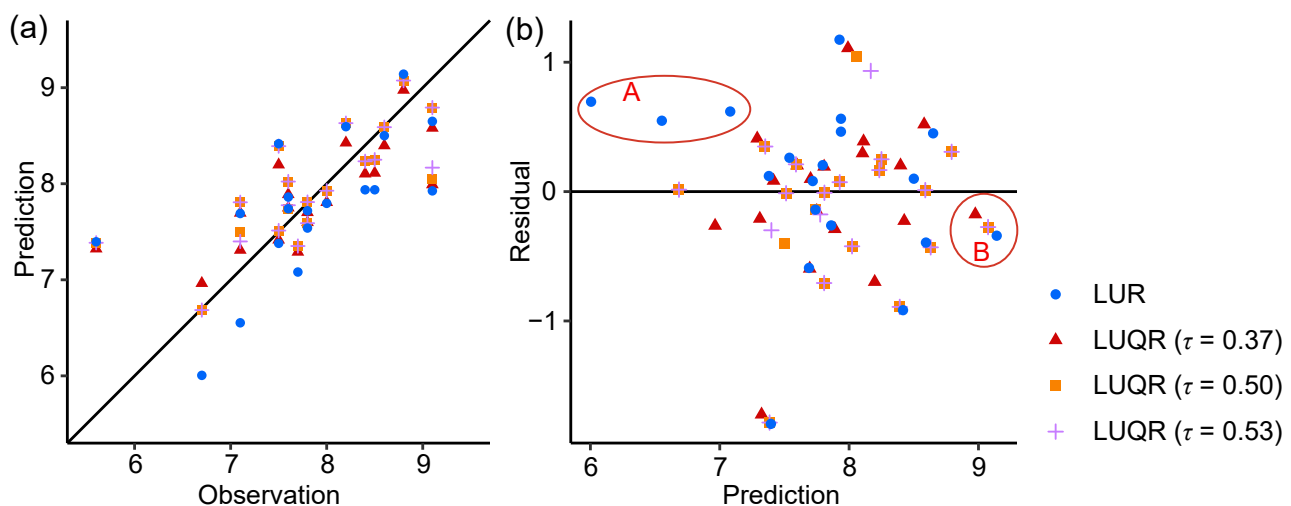 (a)
Prediction
9
8
7
6
6 7 8 9
Observation
(b)
Residual
1
0
−1
A
B
6 7 8 9
Prediction
LUR
LUQR (τ = 0.37)
LUQR (τ = 0.50)
LUQR (τ = 0.53)